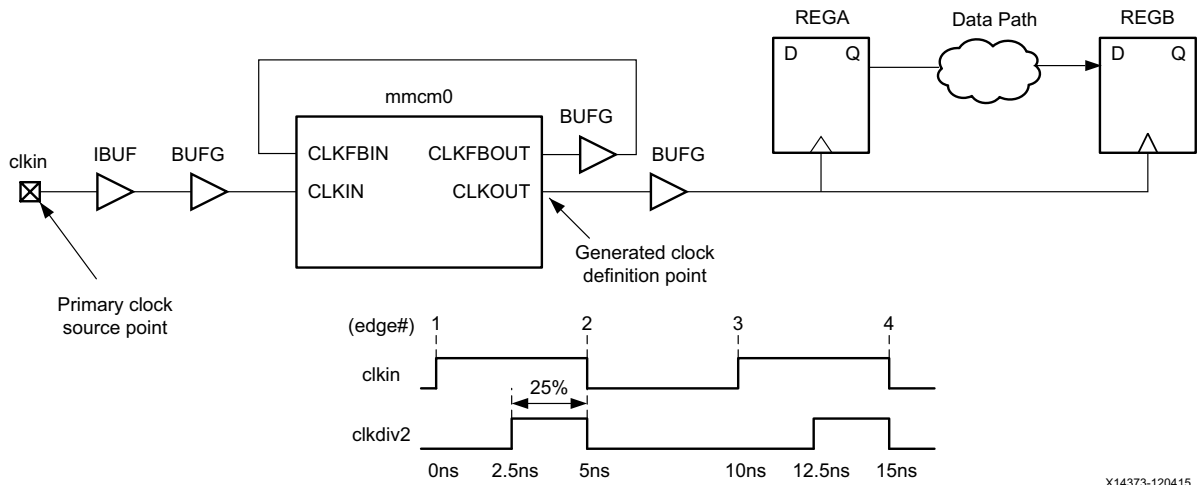 REGA
Data Path
REGB
D Q
D Q
mmcm0
BUFG
clkin
IBUF
BUFG
CLKFBIN
CLKFBOUT
BUFG
CLKIN
CLKOUT
Generated clock
definition point
Primary clock
source point
(edge#) 1 2 3 4
clkin
25%
clkdiv2
0ns 2.5ns 5ns 10ns 12.5ns 15ns
X14373-120415